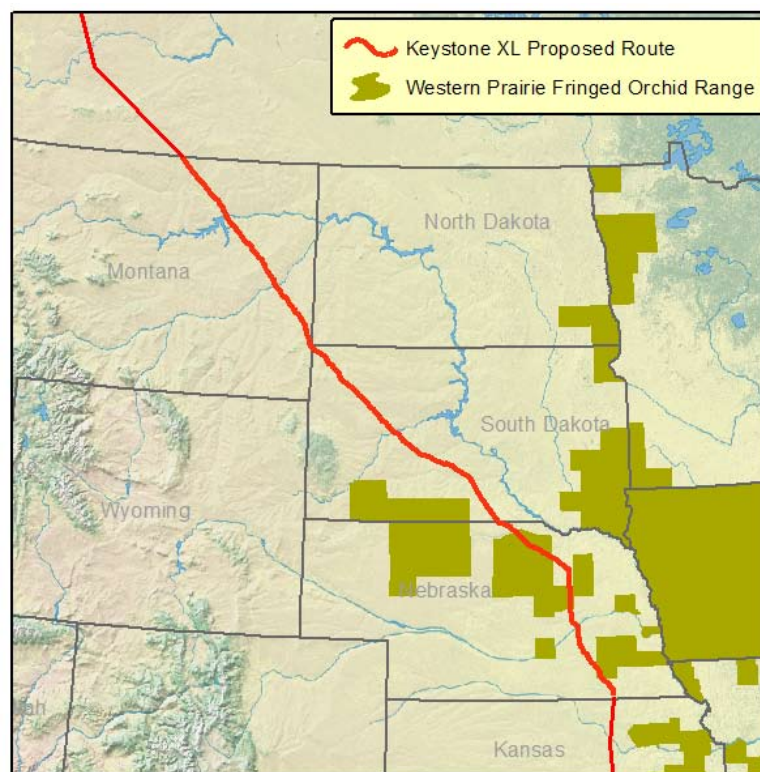 Keystone XL Proposed Route
Western Prairie Fringed Orchid Range
North Dakota
Montana
South Dakota
Wyoming
Nebraska
Kansas